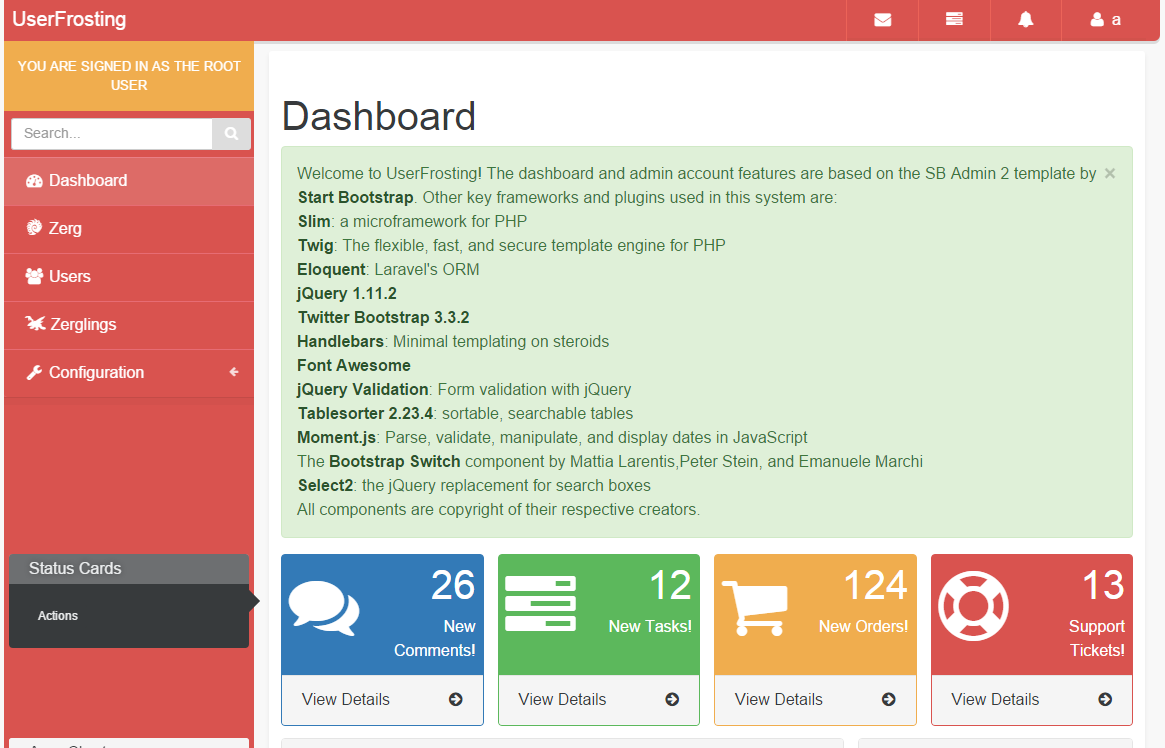 UserFrosting
a
YOU ARE SIGNED IN AS THE ROOT
USER
Search...
Dashboard
Zerg
Users
Zerglings
Configuration
Status Cards
Actions
Dashboard
Welcome to UserFrosting! The dashboard and admin account features are based on the SB Admin 2 template by ×
Start Bootstrap. Other key frameworks and plugins used in this system are:
Slim: a microframework for PHP
Twig: The flexible, fast, and secure template engine for PHP
Eloquent: Laravel's ORM
jQuery 1.11.2
Twitter Bootstrap 3.3.2
Handlebars: Minimal templating on steroids
Font Awesome
jQuery Validation: Form validation with jQuery
Tablesorter 2.23.4: sortable, searchable tables
Moment.js: Parse, validate, manipulate, and display dates in JavaScript
The Bootstrap Switch component by Mattia Larentis,Peter Stein, and Emanuele Marchi
Select2: the jQuery replacement for search boxes
All components are copyright of their respective creators.
26
New
Comments!
View Details
12
New Tasks!
View Details
124
New Orders!
View Details
13
Support
Tickets!
View Details